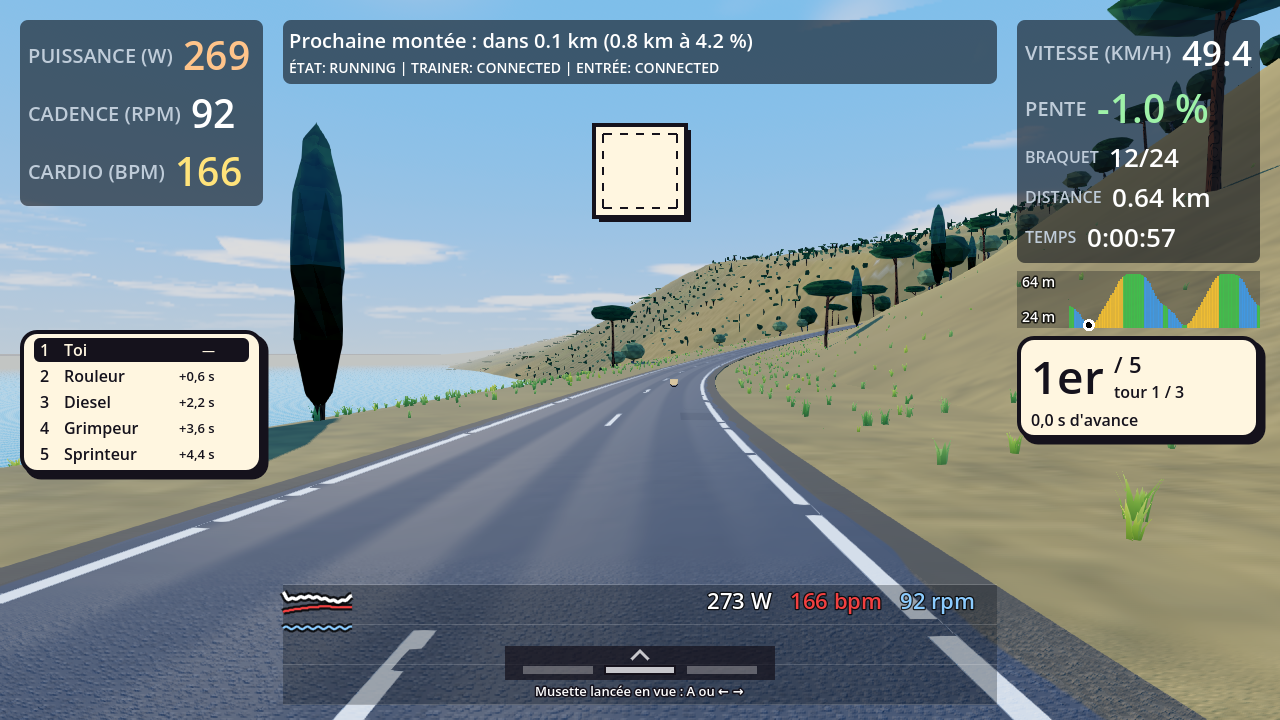 PUISSANCE (W) 269
CADENCE (RPM) 92
CARDIO (BPM) 166
Prochaine montée : dans 0.1 km (0.8 km à 4.2 %)
ÉTAT: RUNNING | TRAINER: CONNECTED | ENTRÉE: CONNECTED
VITESSE (KM/H) 49.4
PENTE -1.0 %
BRAQUET 12/24
DISTANCE 0.64 km
TEMPS 0:00:57
64 m
24 m
1 Toi —
2 Rouleur +0,6 s
3 Diesel +2,2 s
4 Grimpeur +3,6 s
5 Sprinteur +4,4 s
1er / 5
tour 1 / 3
0,0 s d'avance
273 W 166 bpm 92 rpm
Musette lancée en vue : A ou ← →